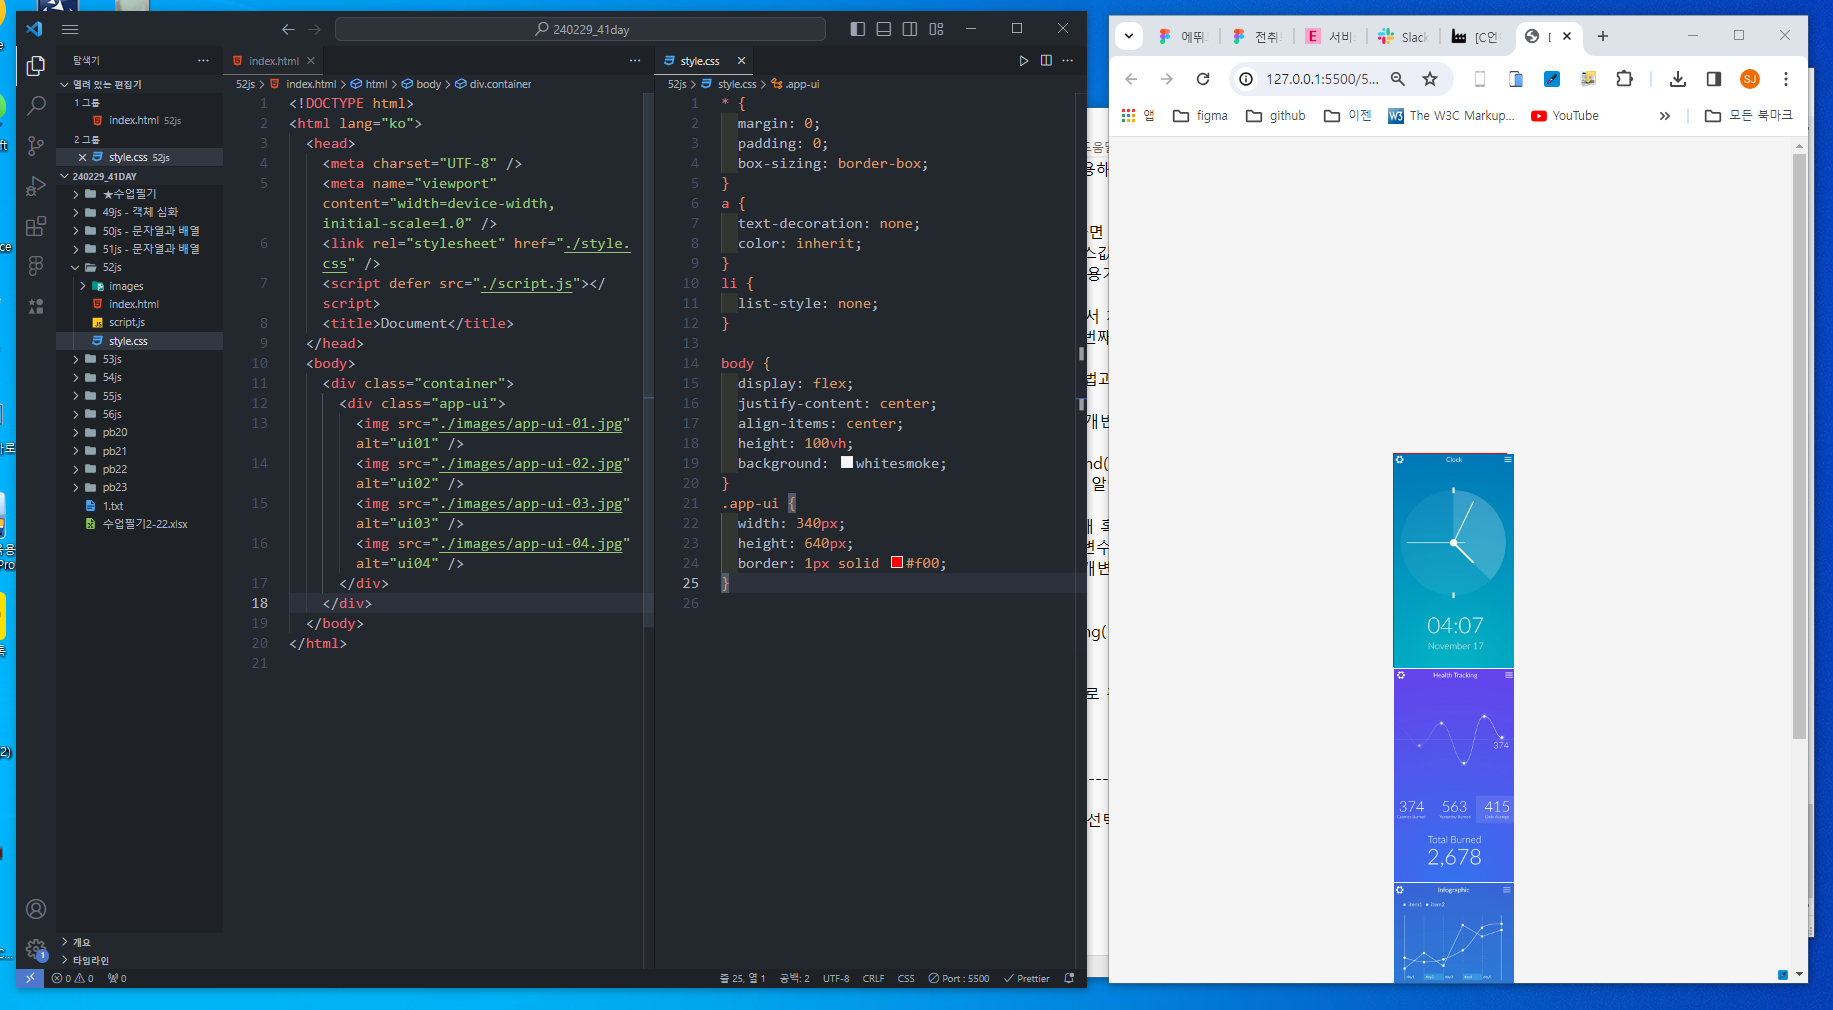 240229_41day
탐색기
열려 있는 편집기
1 그룹
index.html 52js
2 그룹
style.css 52js
240229_41DAY
★수업필기
49js - 객체 심화
50js - 문자열과 배열
51js - 문자열과 배열
52js
images
index.html
script.js
style.css
53js
54js
55js
56js
pb20
pb21
pb22
pb23
1.txt
수업필기2-22.xlsx
개요
타임라인
index.html
52js > index.html > html > body > div.container
1 <!DOCTYPE html>
2 <html lang="ko">
3 <head>
4 <meta charset="UTF-8" />
5 <meta name="viewport"
content="width=device-width,
initial-scale=1.0" />
6 <link rel="stylesheet" href="./style.
css" />
7 <script defer src="./script.js"></
script>
8 <title>Document</title>
9 </head>
10 <body>
11 <div class="container">
12 <div class="app-ui">
13 <img src="./images/app-ui-01.jpg"
alt="ui01" />
14 <img src="./images/app-ui-02.jpg"
alt="ui02" />
15 <img src="./images/app-ui-03.jpg"
alt="ui03" />
16 <img src="./images/app-ui-04.jpg"
alt="ui04" />
17 </div>
18 </div>
19 </body>
20 </html>
21
style.css
52js > style.css > .app-ui
1 * {
2 margin: 0;
3 padding: 0;
4 box-sizing: border-box;
5 }
6 a {
7 text-decoration: none;
8 color: inherit;
9 }
10 li {
11 list-style: none;
12 }
13
14 body {
15 display: flex;
16 justify-content: center;
17 align-items: center;
18 height: 100vh;
19 background: whitesmoke;
20 }
21 .app-ui {
22 width: 340px;
23 height: 640px;
24 border: 1px solid #f00;
25 }
26
0 0 0
줄 25, 열 1 공백: 2 UTF-8 CRLF CSS Port : 5500 Prettier
1
에뛰 전취 서비 Slack [C언
127.0.0.1:5500/5...
SJ
앱 figma github 이젠 The W3C Markup... YouTube 모든 북마크
Clock
04:07
November 17
Health Tracking
374
374 563 415
Total Burned
2,678
Infographic
item1 item2